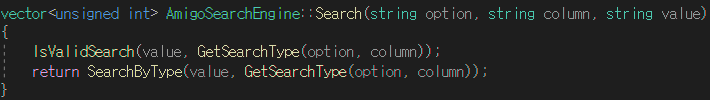 vector<unsigned int> AmigoSearchEngine::Search(string option, string column, string value)
{
    IsValidSearch(value, GetSearchType(option, column));
    return SearchByType(value, GetSearchType(option, column));
}